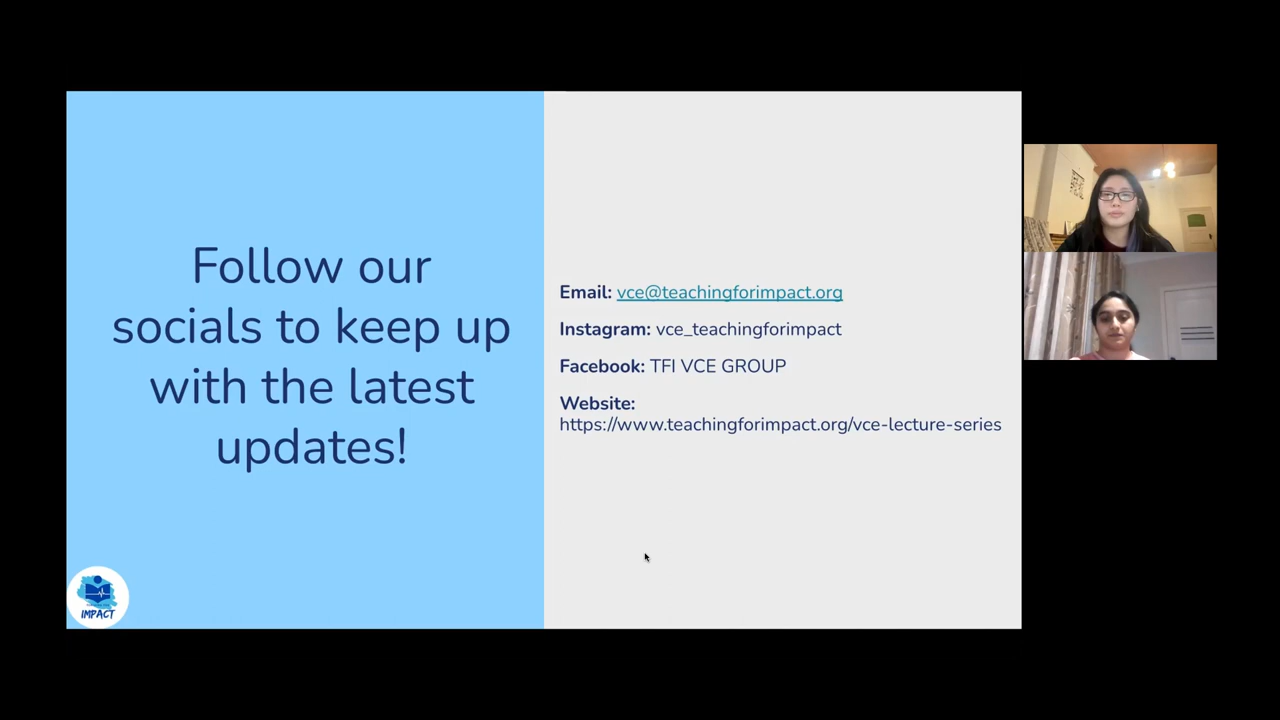 Follow our
socials to keep up
with the latest
updates!
Email: vce@teachingforimpact.org
Instagram: vce_teachingforimpact
Facebook: TFI VCE GROUP
Website:
https://www.teachingforimpact.org/vce-lecture-series
IMPACT